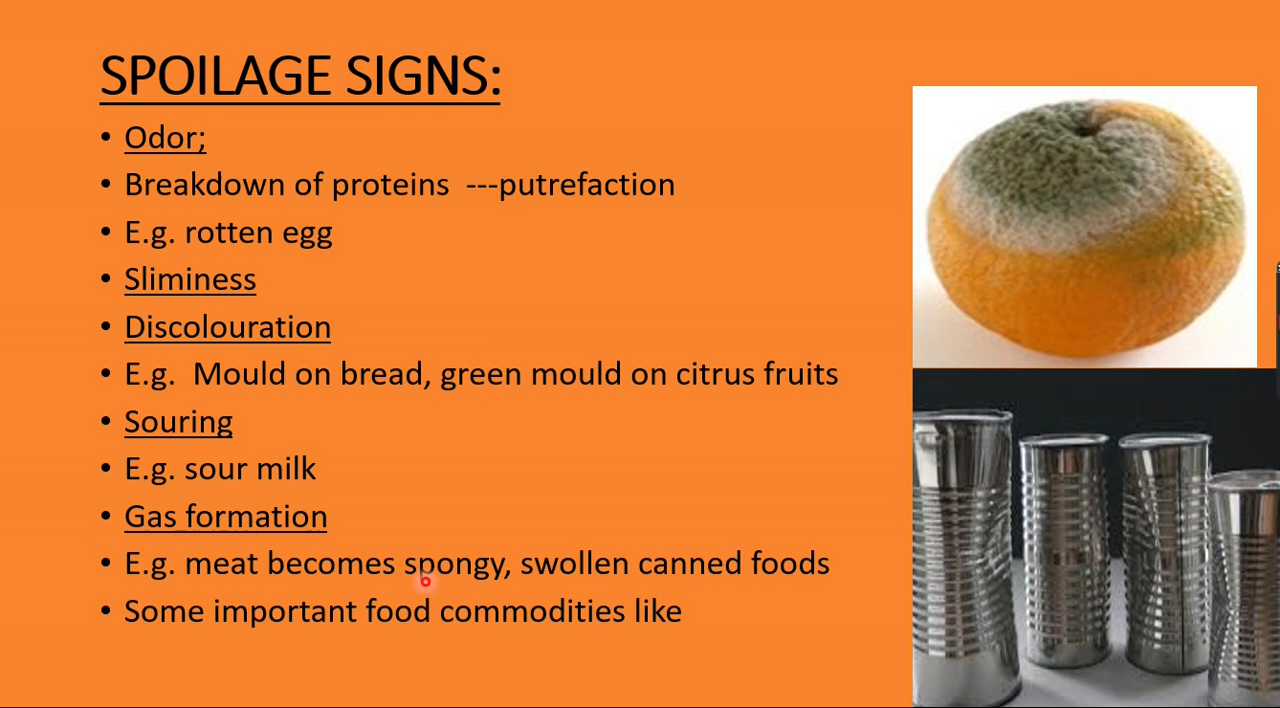 SPOILAGE SIGNS:
• Odor;
• Breakdown of proteins  ---putrefaction
• E.g. rotten egg
• Sliminess
• Discolouration
• E.g.  Mould on bread, green mould on citrus fruits
• Souring
• E.g. sour milk
• Gas formation
• E.g. meat becomes spongy, swollen canned foods
• Some important food commodities like